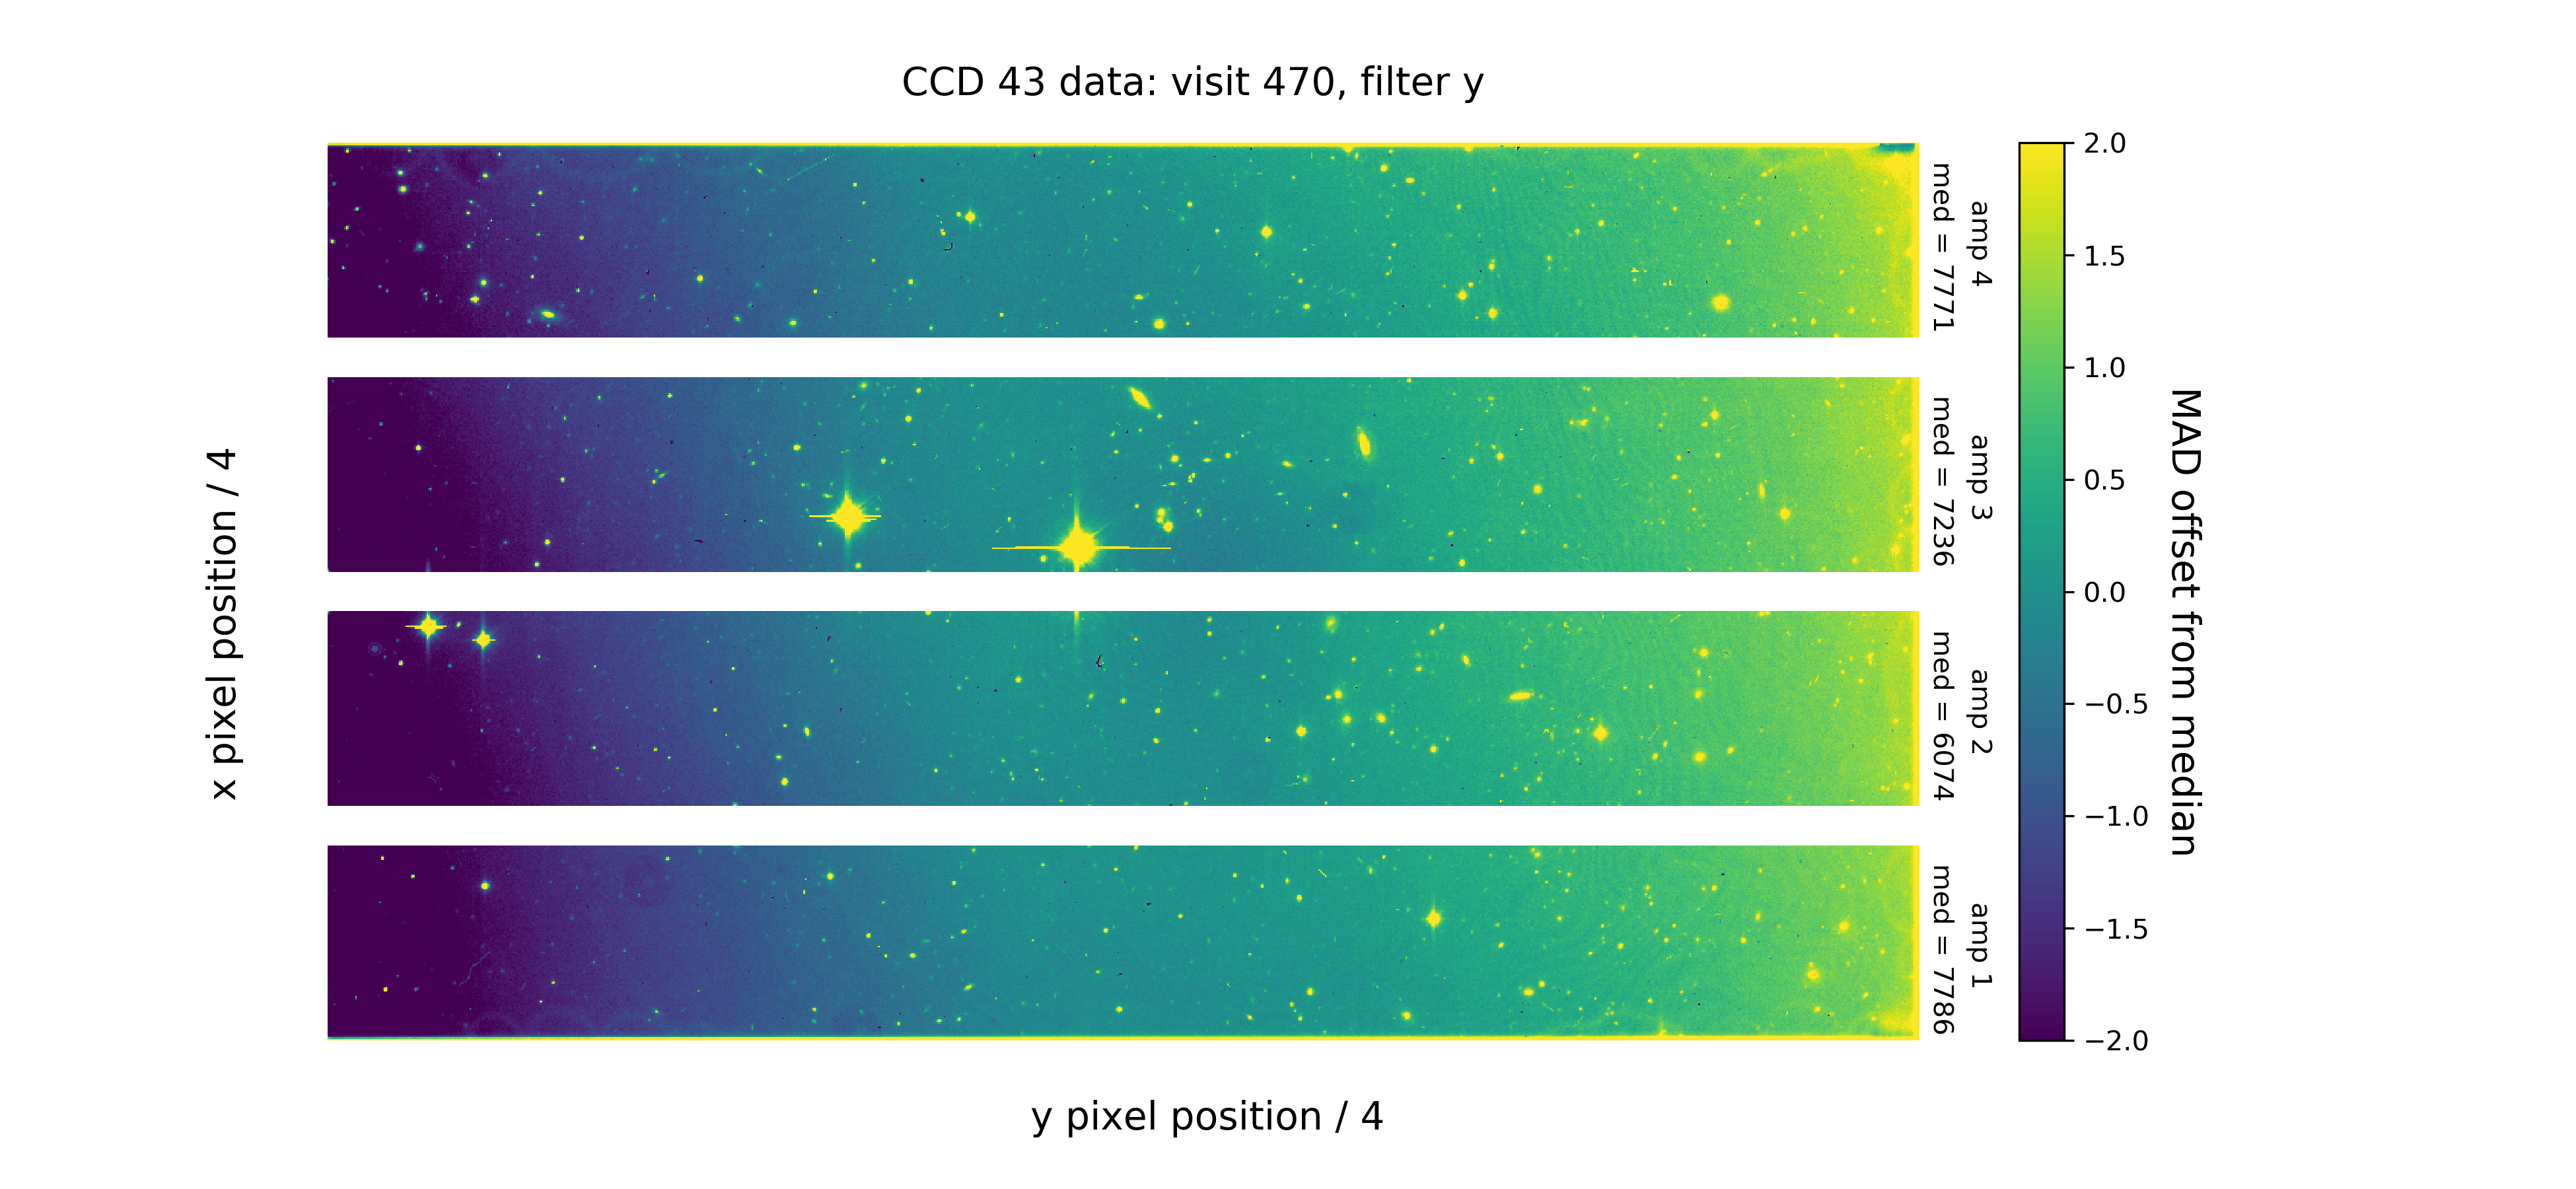 CCD 43 data: visit 470, filter y
amp 4
med = 7771
amp 3
med = 7236
amp 2
med = 6074
amp 1
med = 7786
x pixel position / 4
y pixel position / 4
2.0
1.5
1.0
0.5
0.0
−0.5
−1.0
−1.5
−2.0
MAD offset from median